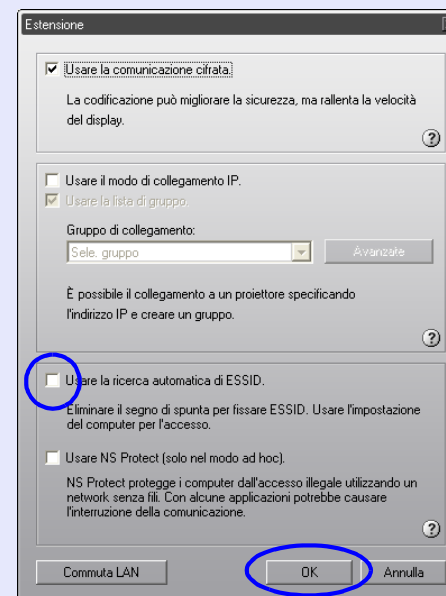 Estensione
Usare la comunicazione cifrata.
La codificazione può migliorare la sicurezza, ma rallenta la velocità
del display.
?
Usare il modo di collegamento IP.
Usare la lista di gruppo.
Gruppo di collegamento:
Sele. gruppo
Avanzate
È possibile il collegamento a un proiettore specificando
l'indirizzo IP e creare un gruppo.
?
Usare la ricerca automatica di ESSID.
Eliminare il segno di spunta per fissare ESSID. Usare l'impostazione
del computer per l'accesso.
Usare NS Protect (solo nel modo ad hoc).
NS Protect protegge i computer dall'accesso illegale utilizzando un
network senza fili. Con alcune applicazioni potrebbe causare
l'interruzione della comunicazione.
?
Commuta LAN
OK
Annulla